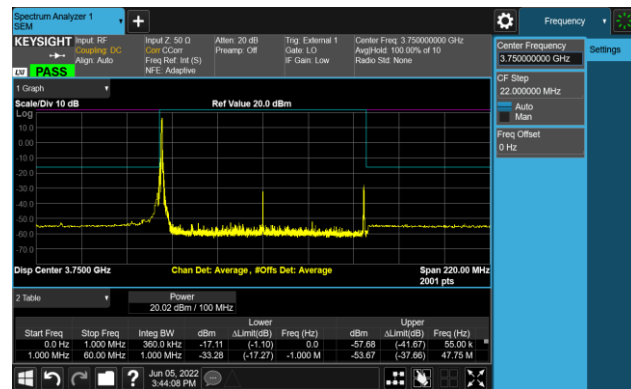 Spectrum Analyzer 1
SEM
Frequency
KEYSIGHT
Input: RF
Coupling: DC
Align: Auto
Input Z: 50 Ω
Corr CCorr
Freq Ref: Int (S)
NFE: Adaptive
Atten: 20 dB
Preamp: Off
Trig: External 1
Gate: LO
IF Gain: Low
Center Freq: 3.750000000 GHz
Avg|Hold: 100.00% of 10
Radio Std: None
LXI PASS
Center Frequency
3.750000000 GHz
Settings
CF Step
22.000000 MHz
Auto
Man
Freq Offset
0 Hz
1 Graph
Scale/Div 10 dB
Ref Value 20.0 dBm
Log
10.0
0.00
-10.0
-20.0
-30.0
-40.0
-50.0
-60.0
-70.0
Disp Center 3.7500 GHz
Chan Det: Average , #Offs Det: Average
Span 220.00 MHz
2001 pts
2 Table
Power
20.02 dBm / 100 MHz
Lower Upper
Start Freq Stop Freq Integ BW dBm ΔLimit(dB) Freq (Hz) dBm ΔLimit(dB) Freq (Hz)
0.0 Hz 1.000 MHz 360.0 kHz -17.11 (-1.10) 0.0 -57.68 (-41.67) 55.00 k
1.000 MHz 60.00 MHz 1.000 MHz -33.28 (-17.27) -1.000 M -53.67 (-37.66) 47.75 M
Jun 05, 2022
3:44:08 PM